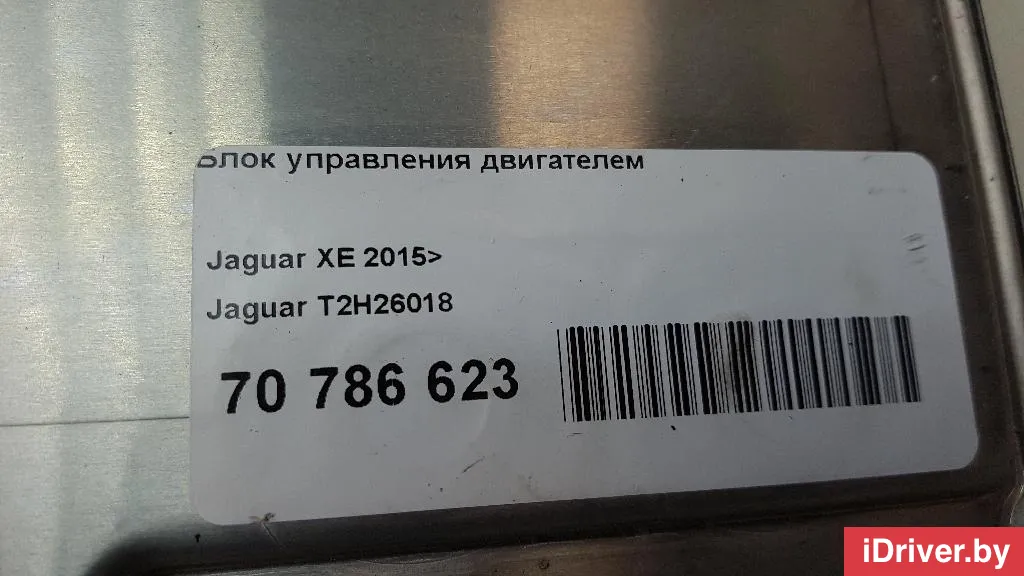 Блок управления двигателем
Jaguar XE 2015>
Jaguar T2H26018
70 786 623
iDriver.by